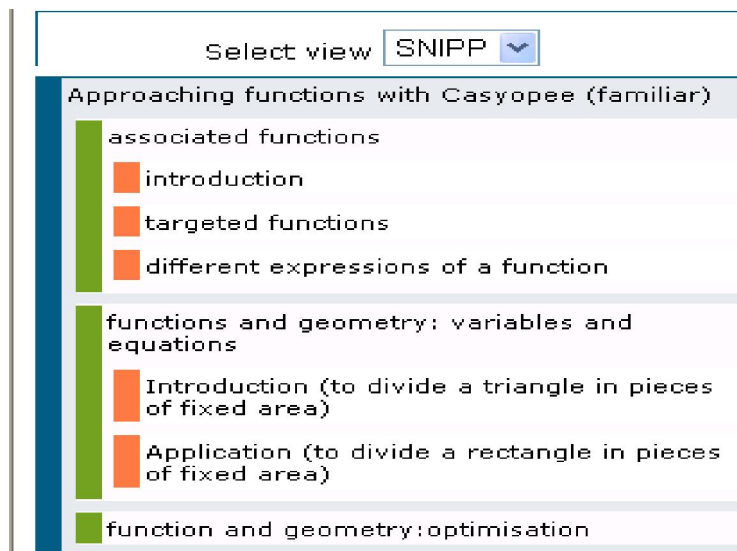 Select view SNIPP
Approaching functions with Casyopee (familiar)
associated functions
introduction
targeted functions
different expressions of a function
functions and geometry: variables and
equations
Introduction (to divide a triangle in pieces
of fixed area)
Application (to divide a rectangle in pieces
of fixed area)
function and geometry:optimisation